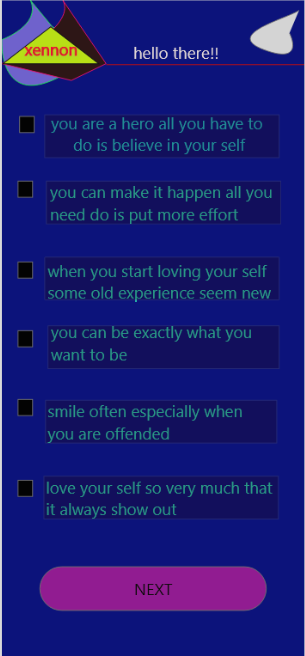 xennon
hello there!!
you are a hero all you have to
do is believe in your self
you can make it happen all you
need do is put more effort
when you start loving your self
some old experience seem new
you can be exactly what you
want to be
smile often especially when
you are offended
love your self so very much that
it always show out
NEXT